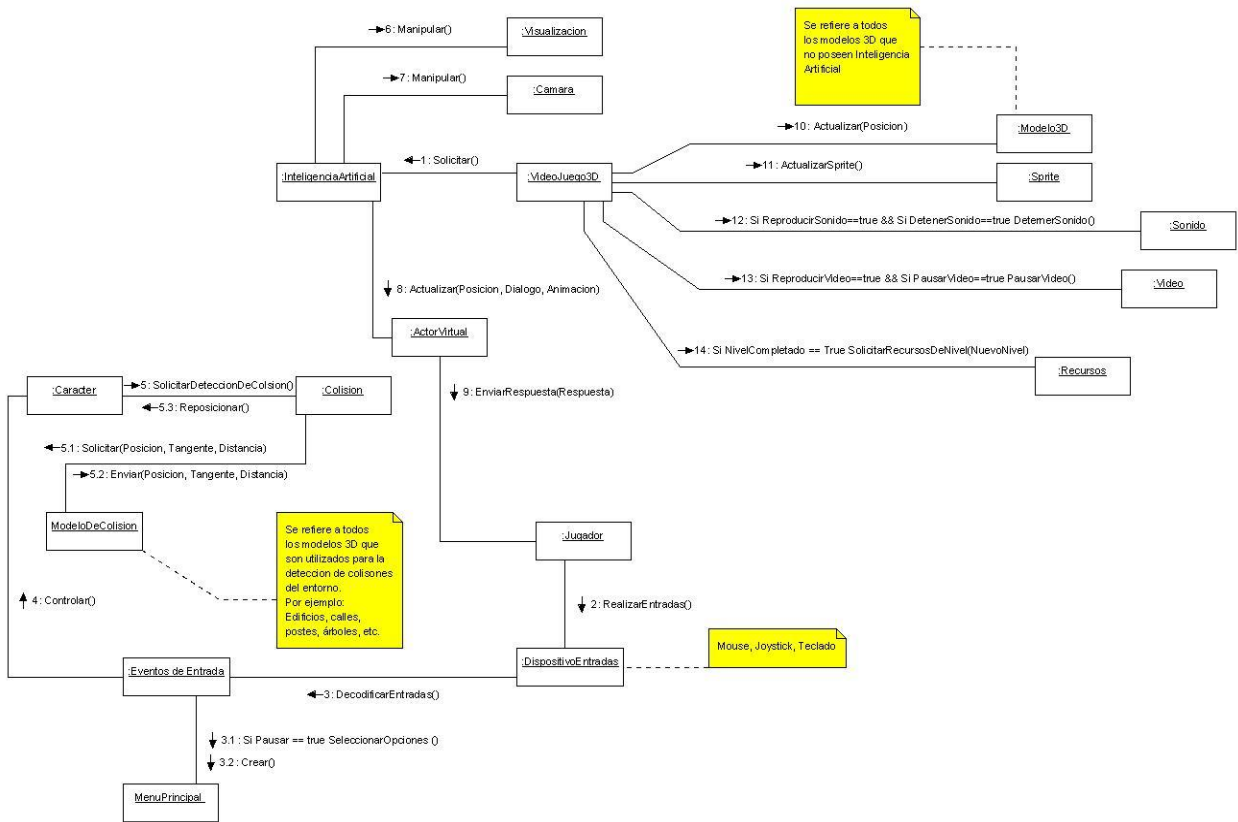 6: Manipular()
:Visualizacion
Se refiere a todos
los modelos 3D que
no poseen Inteligencia
Artificial
7: Manipular()
:Camara
10: Actualizar(Posicion)
:Modelo3D
1: Solicitar()
11: ActualizarSprite()
:InteligenciaArtificial
:VideoJuego3D
:Sprite
12: Si ReproducirSonido==true && Si DetenerSonido==true DeternerSonido()
:Sonido
13: Si ReproducirVideo==true && Si PausarVideo==true PausarVideo()
:Video
8: Actualizar(Posicion, Dialogo, Animacion)
:ActorVirtual
14: Si NivelCompletado == True SolicitarRecursosDeNivel(NuevoNivel)
:Recursos
:Caracter
5: SolicitarDeteccionDeColsion()
:Colision
5.3: Reposicionar()
9: EnviarRespuesta(Respuesta)
5.1: Solicitar(Posicion, Tangente, Distancia)
5.2: Enviar(Posicion, Tangente, Distancia)
ModeloDeColision
Se refiere a todos
los modelos 3D que
son utilizados para la
deteccion de colisones
del entorno.
Por ejemplo:
Edificios, calles,
postes, árboles, etc.
:Jugador
4: Controlar()
2: RealizarEntradas()
Mouse, Joystick, Teclado
:Eventos de Entrada
:DispositivoEntradas
3: DecodificarEntradas()
3.1 : Si Pausar == true SeleccionarOpciones ()
3.2: Crear()
MenuPrincipal